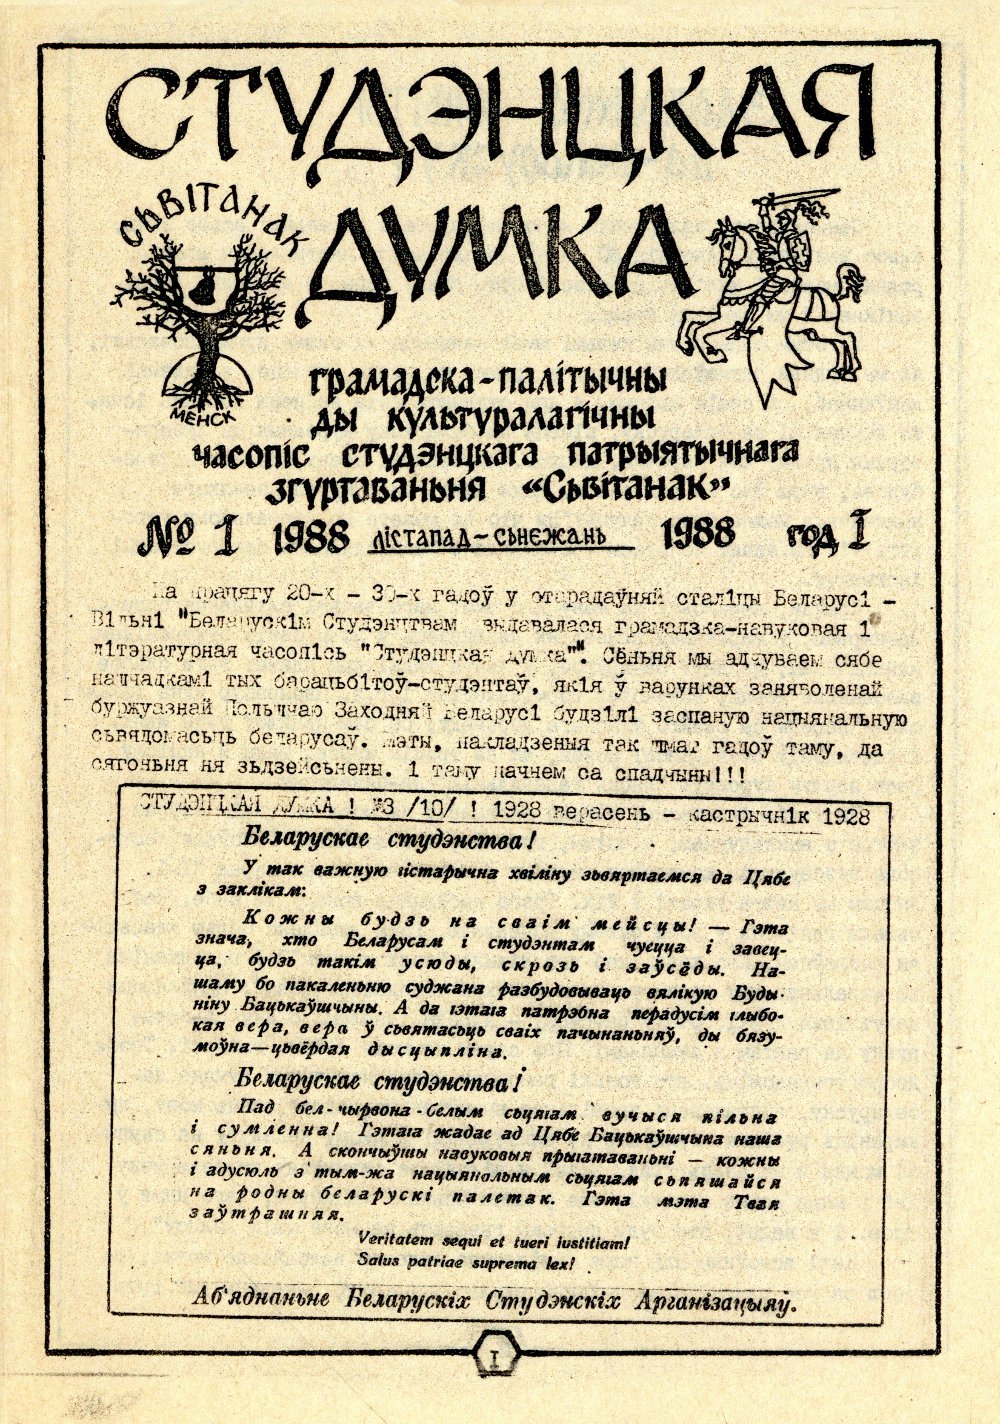 СТУДЭНЦКАЯ
ДУМКА
СЬВІТАНАК
МЕНСК
грамадска-палітычны
ды культуралагічны
часопіс студэнцкага патрыятычнага
згуртаваньня «Сьвітанак»
№ 1 1988 лістапад-сьнежань 1988 год I
На працягу 20-х - 30-х гадоў у старадаўняй сталіцы Беларусі -
Вільні "Беларускім Студэнцтвам выдавалася грамадзка-навуковая і
літэратурная часопісь "Студэнцкая думка"". Сёньня мы адчуваем сябе
нашчадкамі тых барацьбітоў-студэнтаў, якія ў варунках заняволенай
буржуазнай Польччаю Заходняй Беларусі будзілі заспаную нацыянальную
сьвядомасьць беларусаў. Мэты, накладзеныя так шмат гадоў таму, да
сягоньня ня зьдзейсьнены. І таму пачнем са спадчыны!!!
СТУДЭНЦКАЯ ДУМКА ! №3 /10/ ! 1928 верасень - кастрычнік 1928
Беларускае студэнства!
У так важную гістарычна хвіліну зьвяртаемся да Цябе
з заклікам:
Кожны будзь на сваім мейсцы! — Гэта
знача, хто Беларусам і студэнтам чуецца і завец-
ца, будзь такім усюды, скрозь і заўсёды. На-
шаму бо пакаленьню суджана разбудовываць вялікую Буды-
ніну Бацькаўшчыны. А да гэтага патрэбна перадусім глыбо-
кая вера, вера ў сьвятасьць сваіх пачынаньняў, ды бязу-
моўна—цьвёрдая дысцыпліна.
Беларускае студэнства!
Пад бел-чырвона-белым сьцягам вучыся пільна
і сумленна! Гэтага жадае ад Цябе Бацькаўшчына наша
сяньня. А скончыўшы навуковыя прыгатаваньні — кожны
і адусюль з тым-жа нацыянальным сьцягам сьпяшайся
на родны беларускі палетак. Гэта мэта Твая
заўтрашняя.
Veritatem sequi et tueri iustitiam!
Salus patriae suprema lex!
Аб'яднаньне Беларускіх Студэнскіх Арганізацыяў.
I